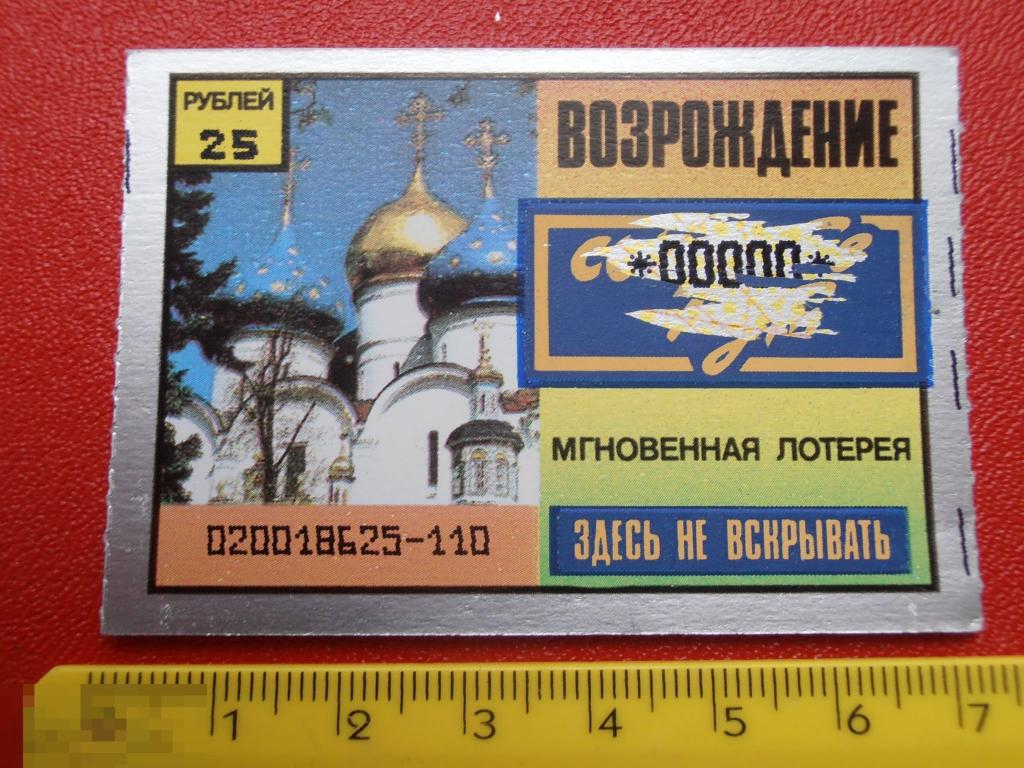 РУБЛЕЙ
25
ВОЗРОЖДЕНИЕ
*00000*
МГНОВЕННАЯ ЛОТЕРЕЯ
020018625-110
ЗДЕСЬ НЕ ВСКРЫВАТЬ
1 2 3 4 5 6 7